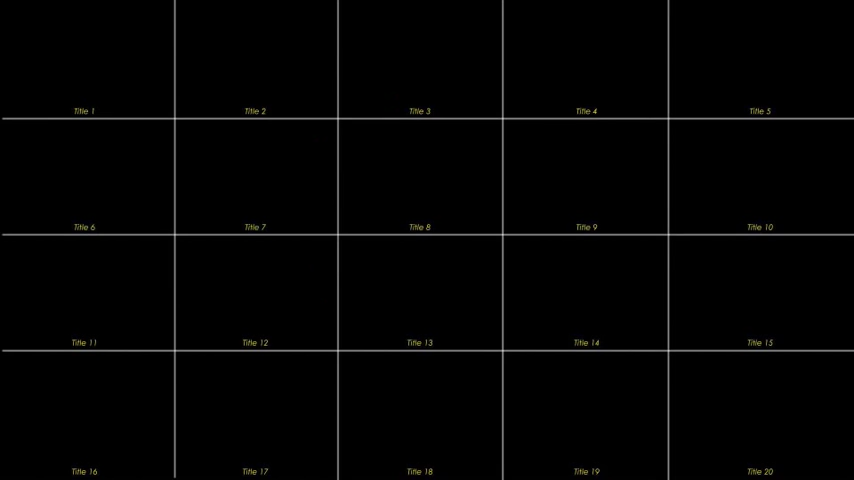 Title 1
Title 2
Title 3
Title 4
Title 5
Title 6
Title 7
Title 8
Title 9
Title 10
Title 11
Title 12
Title 13
Title 14
Title 15
Title 16
Title 17
Title 18
Title 19
Title 20